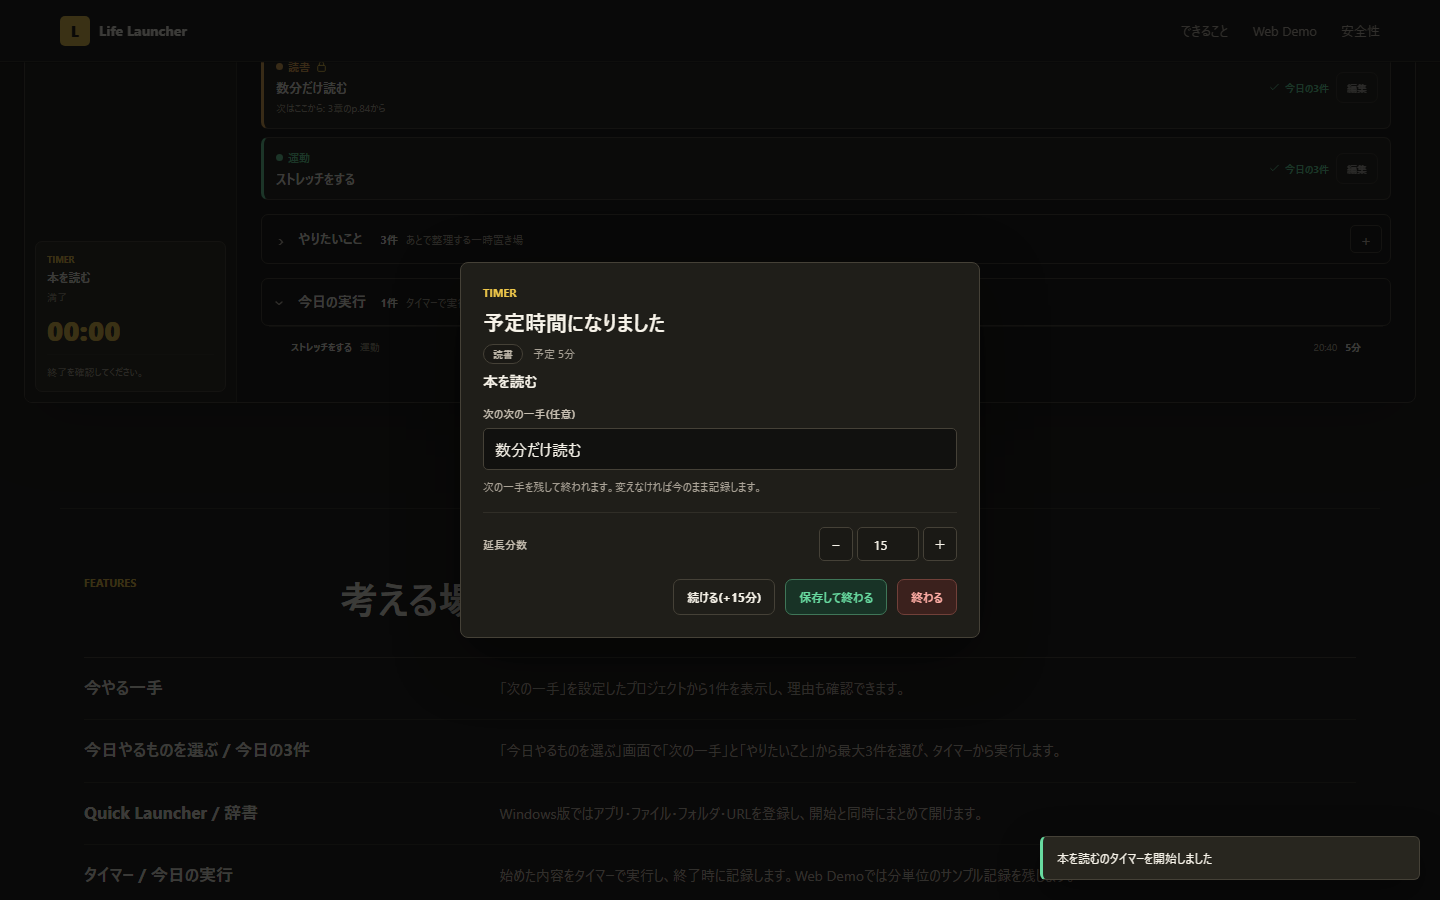 L Life Launcher
できること Web Demo 安全性
読書
数分だけ読む
次はここから: 3章のp.84から
今日の3件 編集
運動
ストレッチをする
今日の3件 編集
やりたいこと 3件 あとで整理する一時置き場
今日の実行 1件 タイマーで実
ストレッチをする 運動 20:40 5分
TIMER
本を読む
満了
00:00
終了を確認してください。
TIMER
予定時間になりました
読書 予定 5分
本を読む
次の次の一手(任意)
数分だけ読む
次の一手を残して終われます。変えなければ今のまま記録します。
延長分数 − 15 +
続ける(+15分) 保存して終わる 終わる
FEATURES
考える場
今やる一手
「次の一手」を設定したプロジェクトから1件を表示し、理由も確認できます。
今日やるものを選ぶ / 今日の3件
「今日やるものを選ぶ」画面で「次の一手」と「やりたいこと」から最大3件を選び、タイマーから実行します。
Quick Launcher / 辞書
Windows版ではアプリ・ファイル・フォルダ・URLを登録し、開始と同時にまとめて開けます。
タイマー / 今日の実行
始めた内容をタイマーで実行し、終了時に記録します。Web Demoでは分単位のサンプル記録を残し
本を読むのタイマーを開始しました